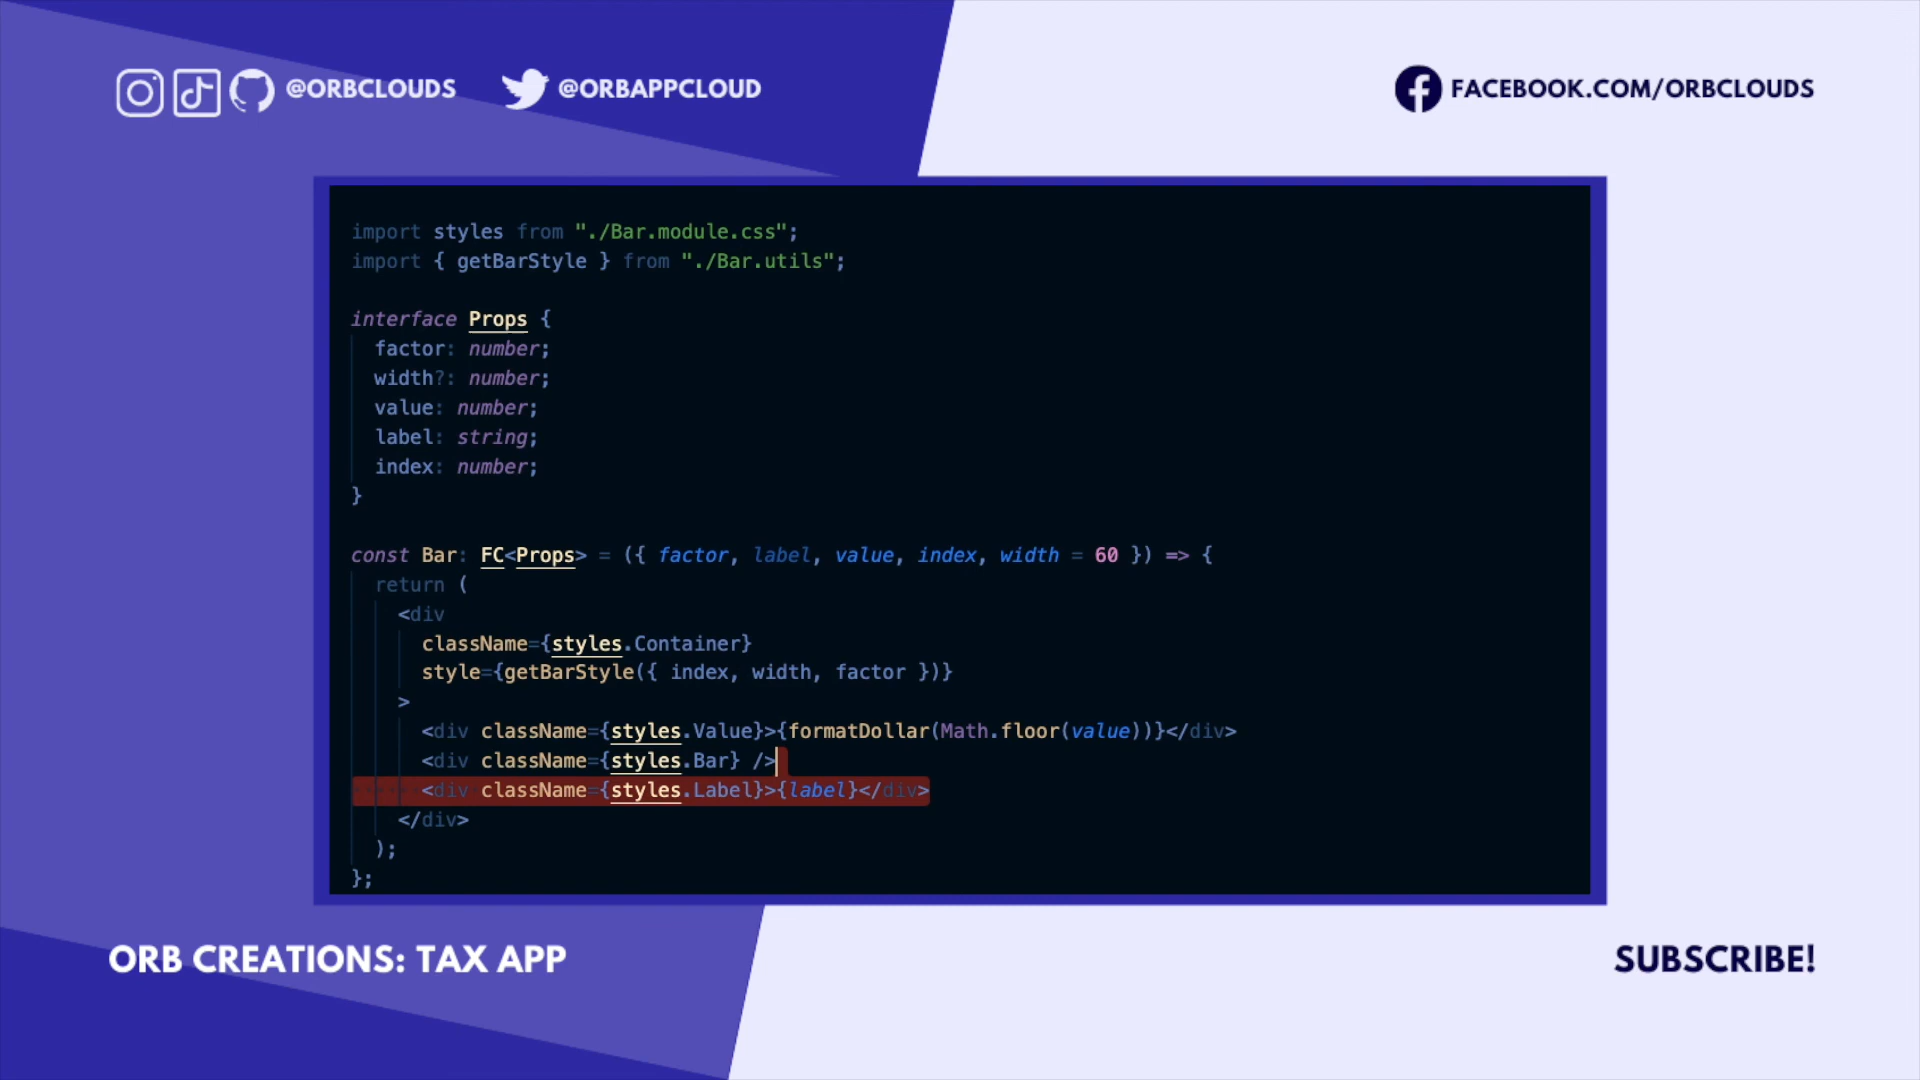 @ORBCLOUDS @ORBAPPCLOUD FACEBOOK.COM/ORBCLOUDS
import styles from "./Bar.module.css";
import { getBarStyle } from "./Bar.utils";
interface Props {
factor: number;
width?: number;
value: number;
label: string;
index: number;
}
const Bar: FC<Props> = ({ factor, label, value, index, width = 60 }) => {
return (
<div
className={styles.Container}
style={getBarStyle({ index, width, factor })}
>
<div className={styles.Value}>{formatDollar(Math.floor(value))}</div>
<div className={styles.Bar} />
<div className={styles.Label}>{label}</div>
</div>
);
};
ORB CREATIONS: TAX APP SUBSCRIBE!